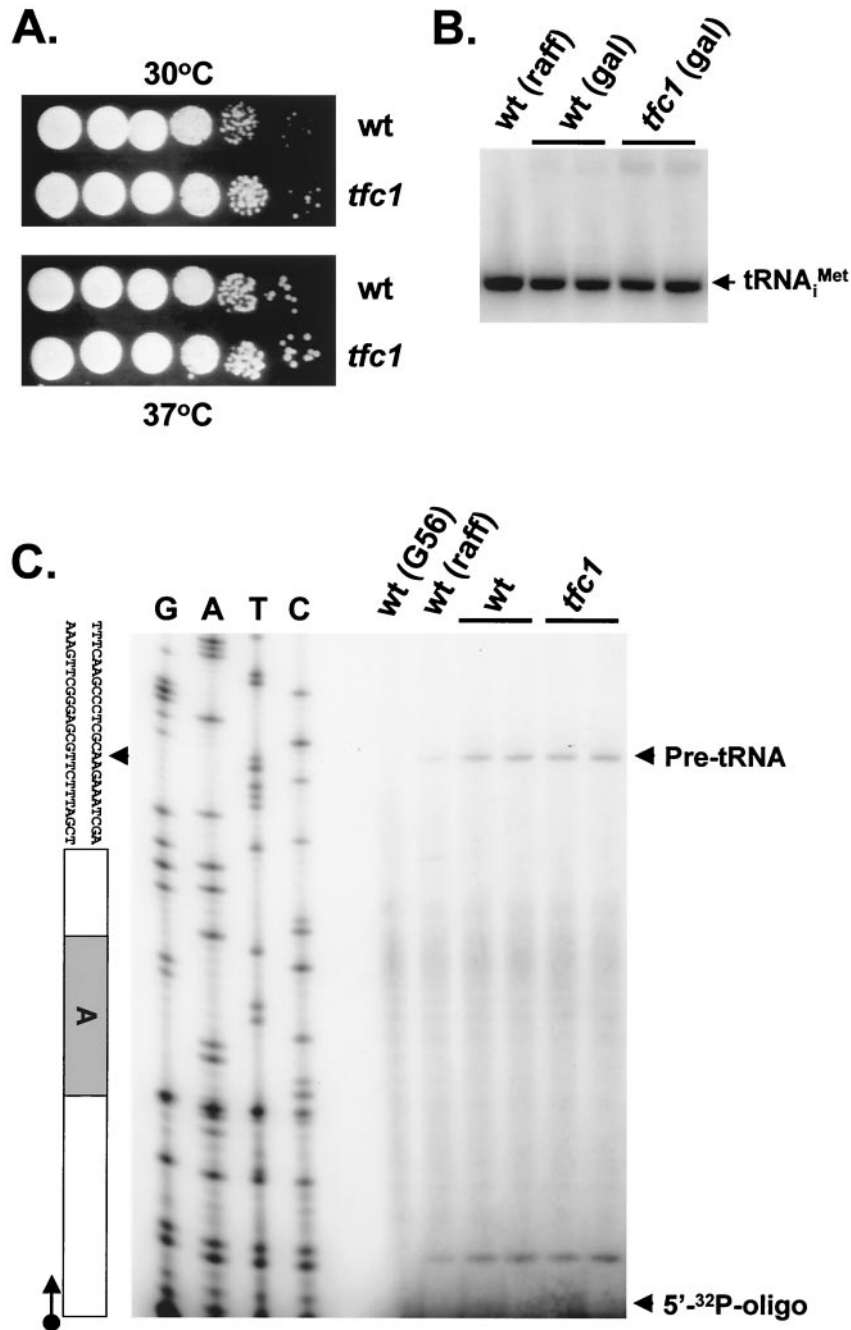 A.
30°C
wt
tfc1
wt
tfc1
37°C
B.
wt (raff)
wt (gal)
tfc1 (gal)
tRNAiMet
C.
G A T C
wt (G56)
wt (raff)
wt
tfc1
TTTCAAGCCCTCGCAAGAAATCGA
AAAGTTCGGGAGCGTTCTTTAGCT
A
Pre-tRNA
5'-32P-oligo